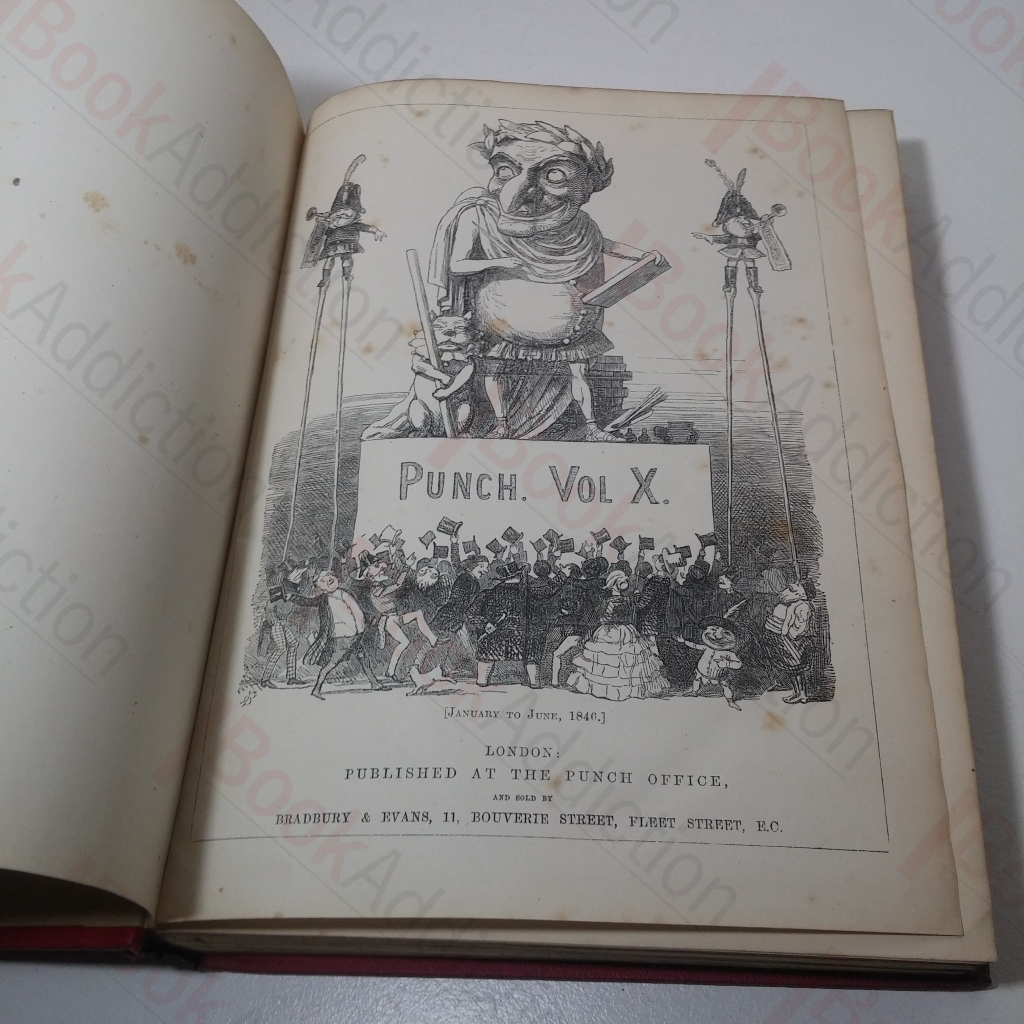 PUNCH. VOL X.
[JANUARY TO JUNE, 1846.]
LONDON:
PUBLISHED AT THE PUNCH OFFICE,
AND SOLD BY
BRADBURY & EVANS, 11, BOUVERIE STREET, FLEET STREET, E.C.
BookAddiction